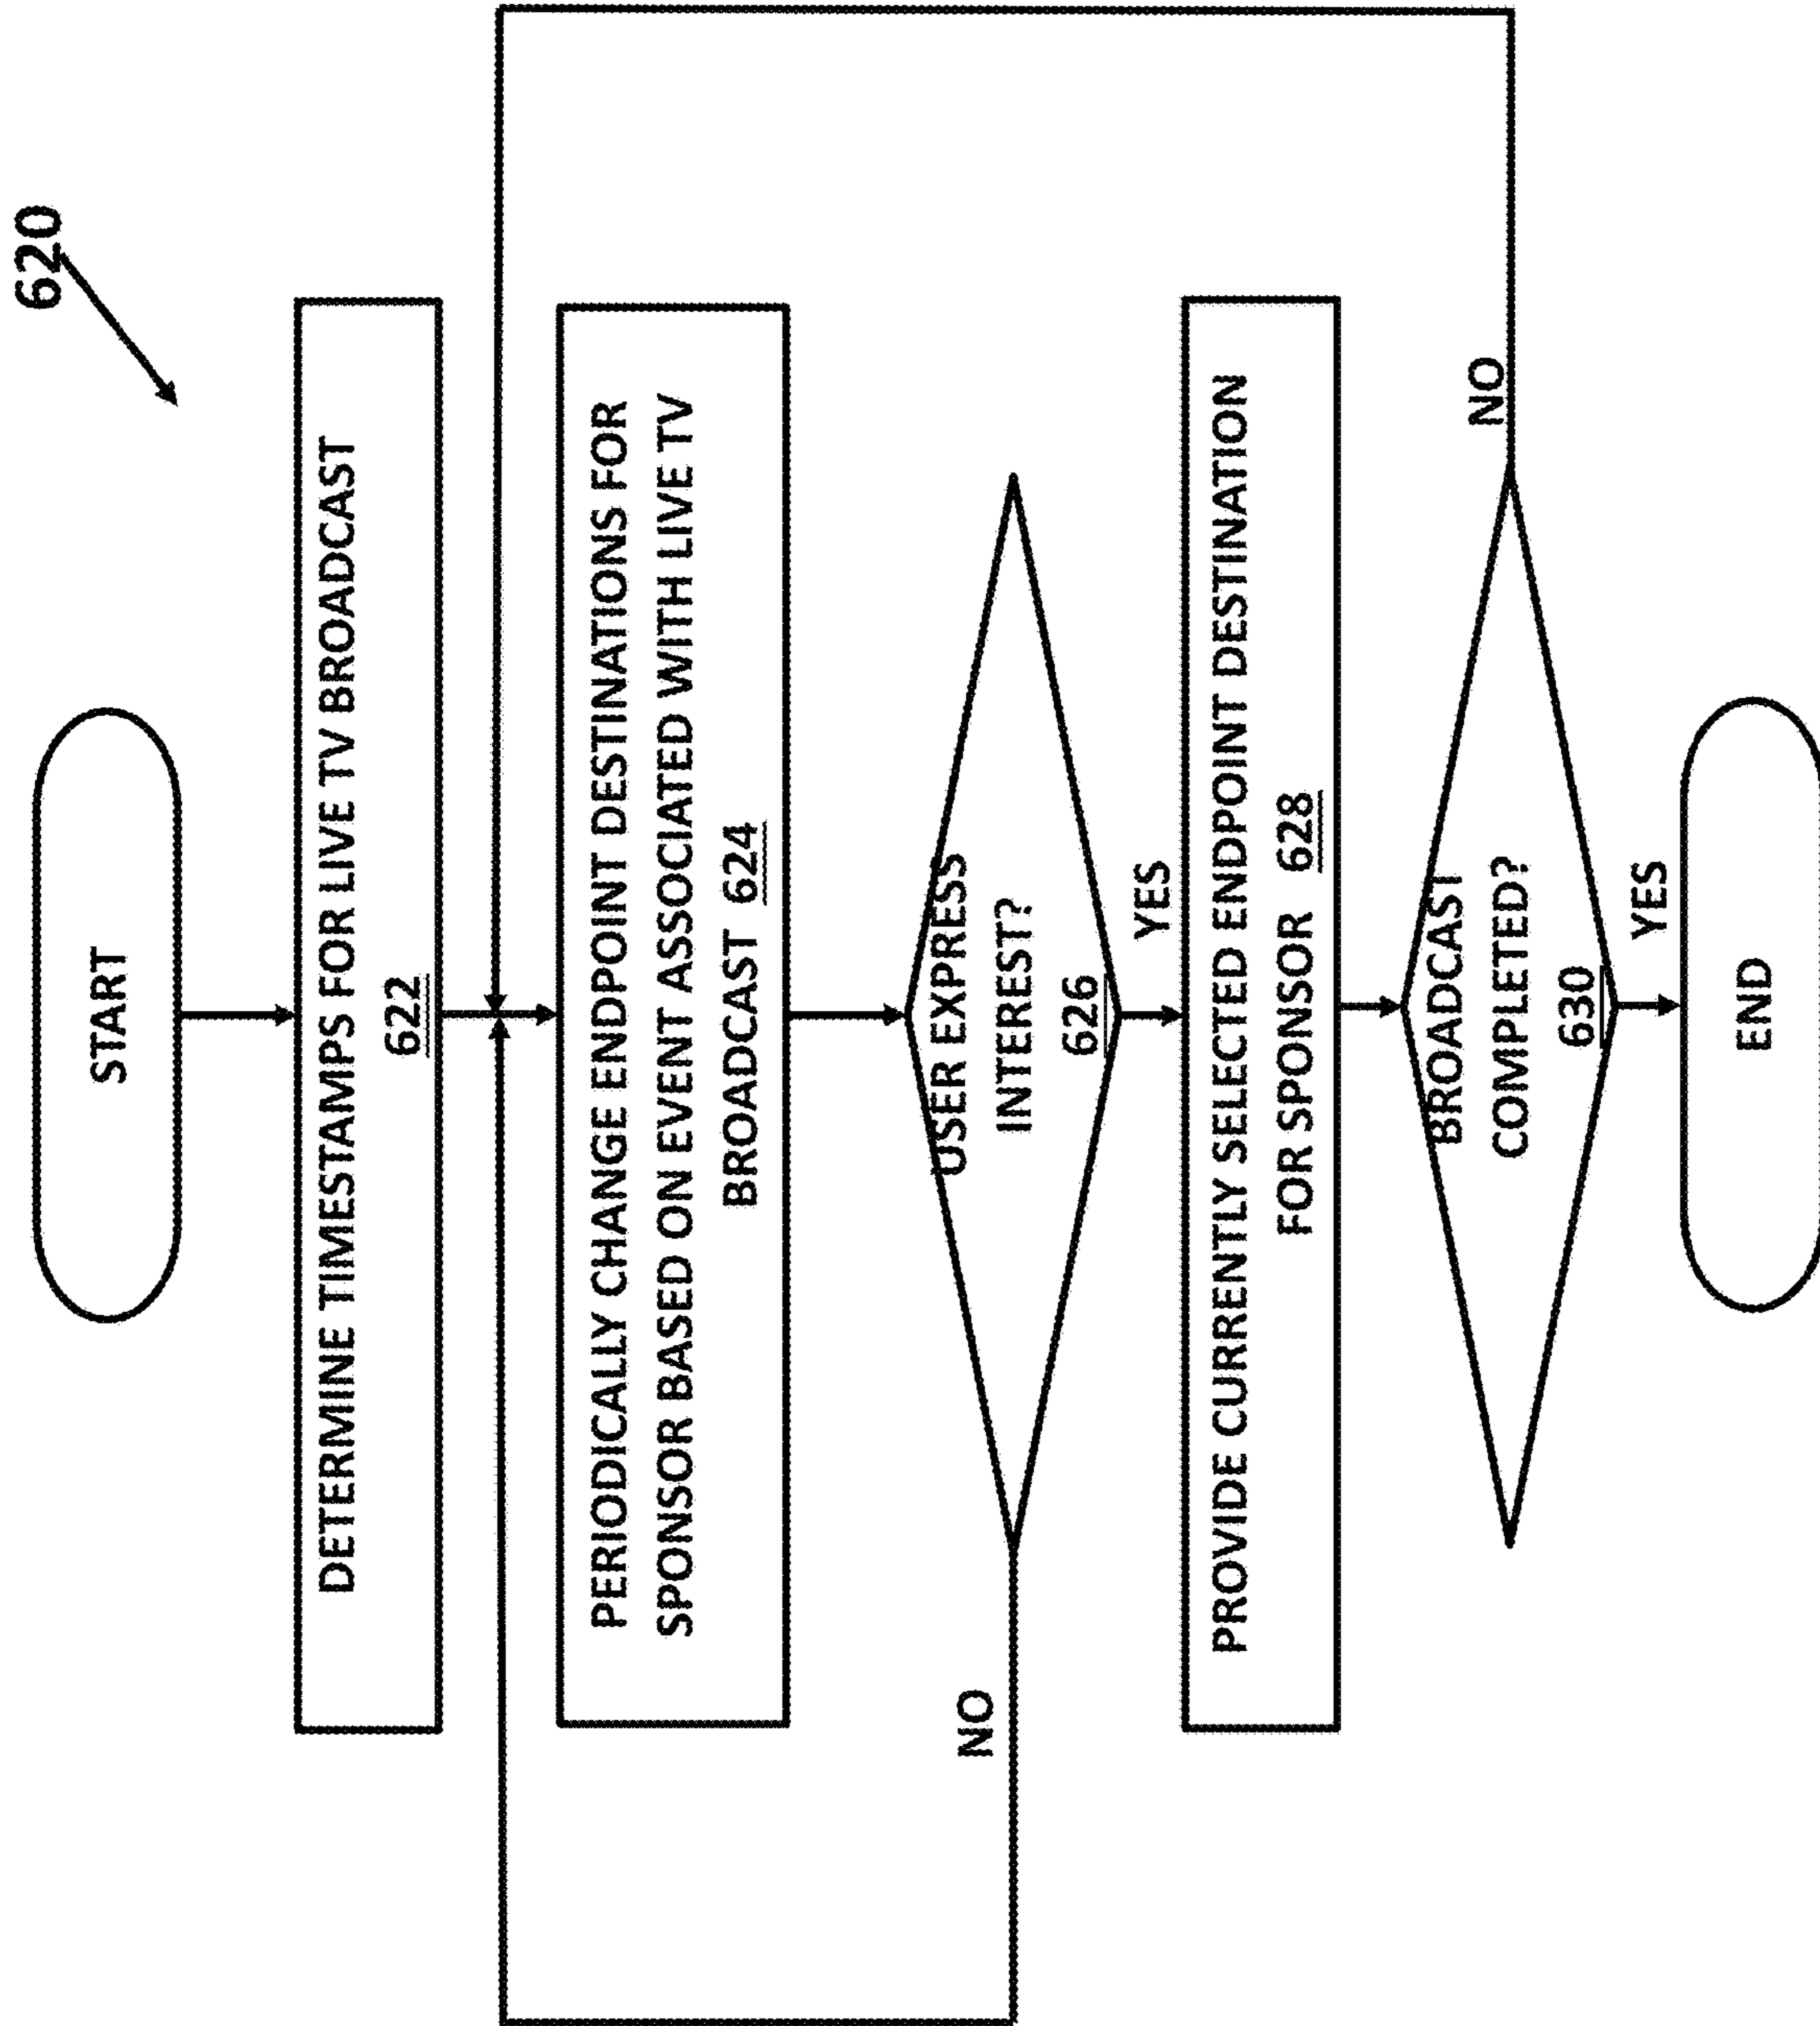 620
START
DETERMINE TIMESTAMPS FOR LIVE TV BROADCAST
622
PERIODICALLY CHANGE ENDPOINT DESTINATIONS FOR
SPONSOR BASED ON EVENT ASSOCIATED WITH LIVE TV
BROADCAST 624
USER EXPRESS
INTEREST?
626
NO
YES
PROVIDE CURRENTLY SELECTED ENDPOINT DESTINATION
FOR SPONSOR 628
BROADCAST
COMPLETED?
630
NO
YES
END